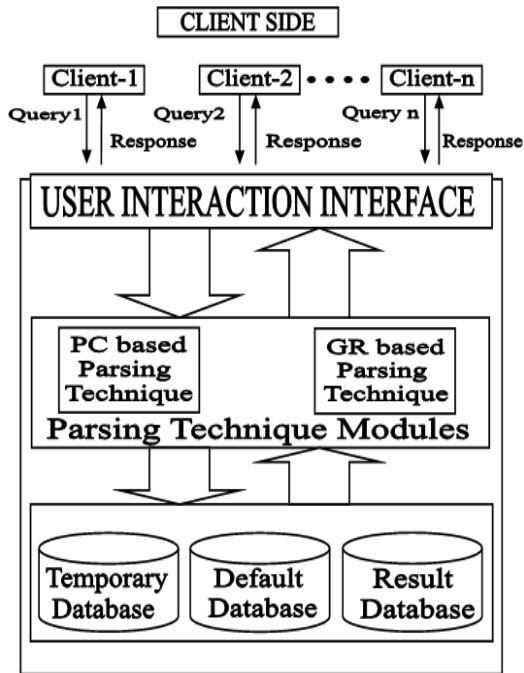 CLIENT SIDE
Client-1 Client-2 Client-n
Query1 Query2 Query n
Response Response Response
USER INTERACTION INTERFACE
PC based
Parsing
Technique
GR based
Parsing
Technique
Parsing Technique Modules
Temporary
Database
Default
Database
Result
Database